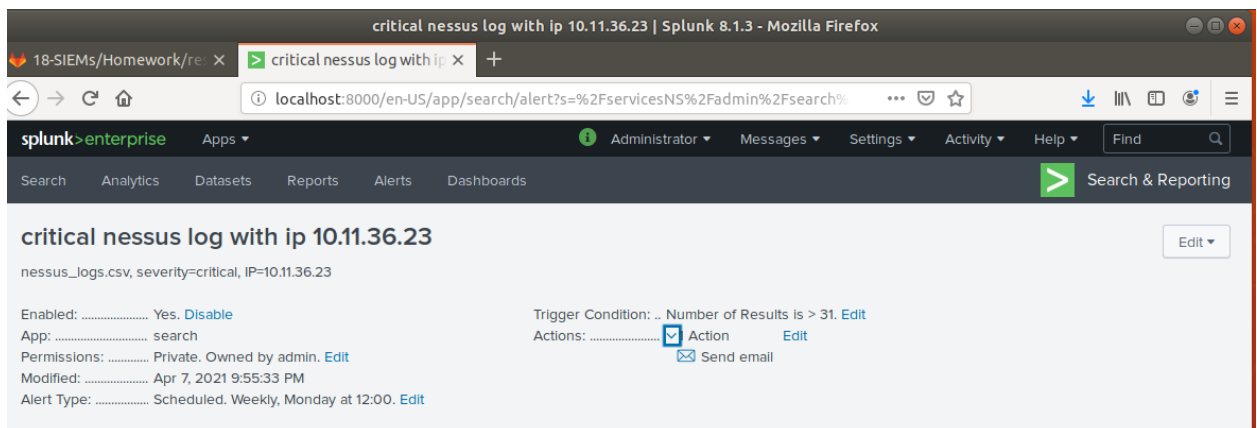 critical nessus log with ip 10.11.36.23 | Splunk 8.1.3 - Mozilla Firefox
18-SIEMs/Homework/re
critical nessus log with ip
localhost:8000/en-US/app/search/alert?s=%2FservicesNS%2Fadmin%2Fsearch%
splunk>enterprise Apps Administrator Messages Settings Activity Help Find
Search Analytics Datasets Reports Alerts Dashboards Search & Reporting
critical nessus log with ip 10.11.36.23
Edit
nessus_logs.csv, severity=critical, IP=10.11.36.23
Enabled: ..................... Yes. Disable
App: ............................. search
Permissions: ............. Private. Owned by admin. Edit
Modified: .................... Apr 7, 2021 9:55:33 PM
Alert Type: ................. Scheduled. Weekly, Monday at 12:00. Edit
Trigger Condition: .. Number of Results is > 31. Edit
Actions: ...................... Action Edit
Send email